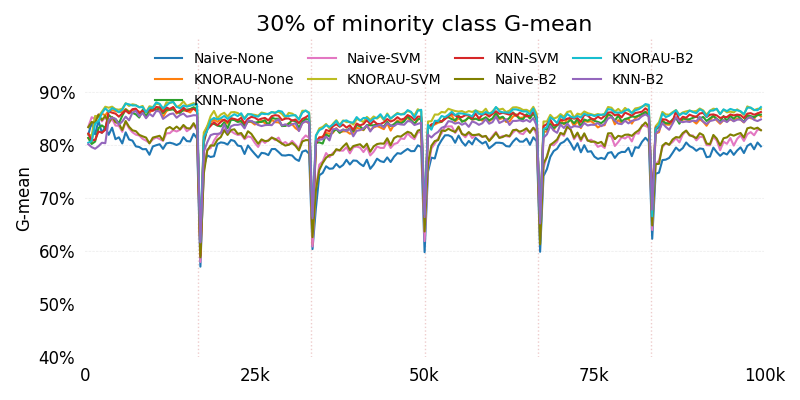 30% of minority class G-mean
Naive-None Naive-SVM KNN-SVM KNORAU-B2
KNORAU-None KNORAU-SVM Naive-B2 KNN-B2
KNN-None
90%
80%
70%
60%
50%
40%
G-mean
0 25k 50k 75k 100k